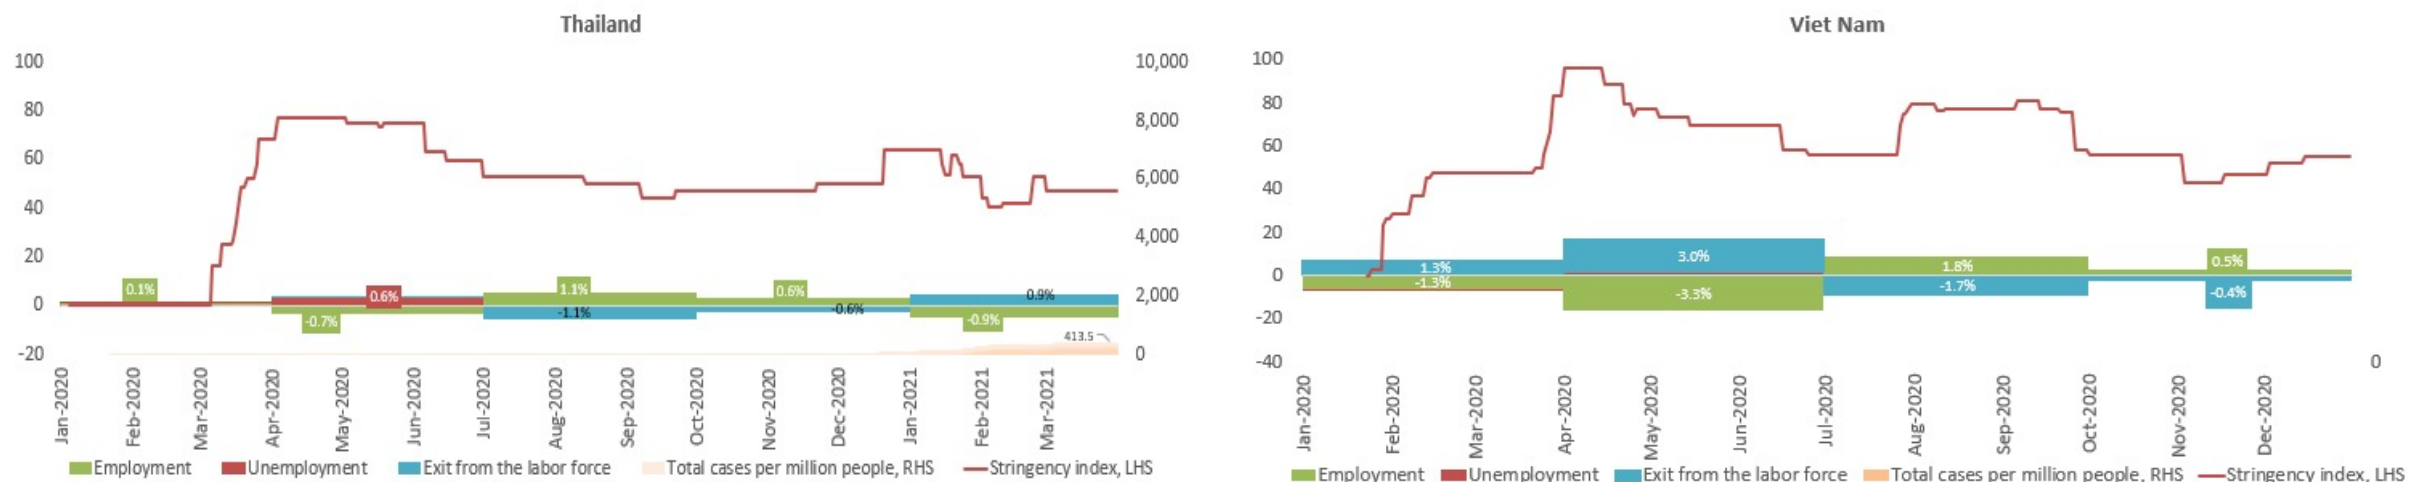 Thailand
100
80
60
40
20
0
-20
10,000
8,000
6,000
4,000
2,000
0
0.1%
-0.7%
0.6%
1.1%
-1.1%
0.6%
-0.6%
0.9%
-0.9%
413.5
Jan-2020
Feb-2020
Mar-2020
Apr-2020
May-2020
Jun-2020
Jul-2020
Aug-2020
Sep-2020
Oct-2020
Nov-2020
Dec-2020
Jan-2021
Feb-2021
Mar-2021
Employment Unemployment Exit from the labor force Total cases per million people, RHS Stringency index, LHS
Viet Nam
100
80
60
40
20
0
-20
-40
0
1.3%
-1.3%
3.0%
-3.3%
1.8%
-1.7%
0.5%
-0.4%
Jan-2020
Feb-2020
Mar-2020
Apr-2020
May-2020
Jun-2020
Jul-2020
Aug-2020
Sep-2020
Oct-2020
Nov-2020
Dec-2020
Employment Unemployment Exit from the labor force Total cases per million people, RHS Stringency index, LHS